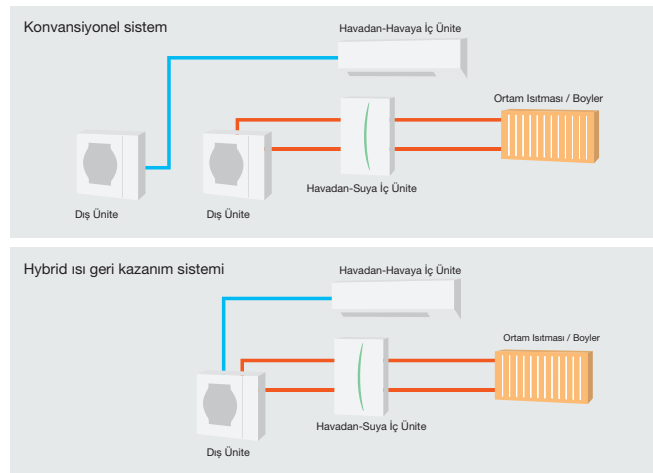 Konvansiyonel sistem
Havadan-Havaya İç Ünite
Ortam Isıtması / Boyler
Havadan-Suya İç Ünite
Dış Ünite
Dış Ünite
Hybrid ısı geri kazanım sistemi
Havadan-Havaya İç Ünite
Ortam Isıtması / Boyler
Havadan-Suya İç Ünite
Dış Ünite